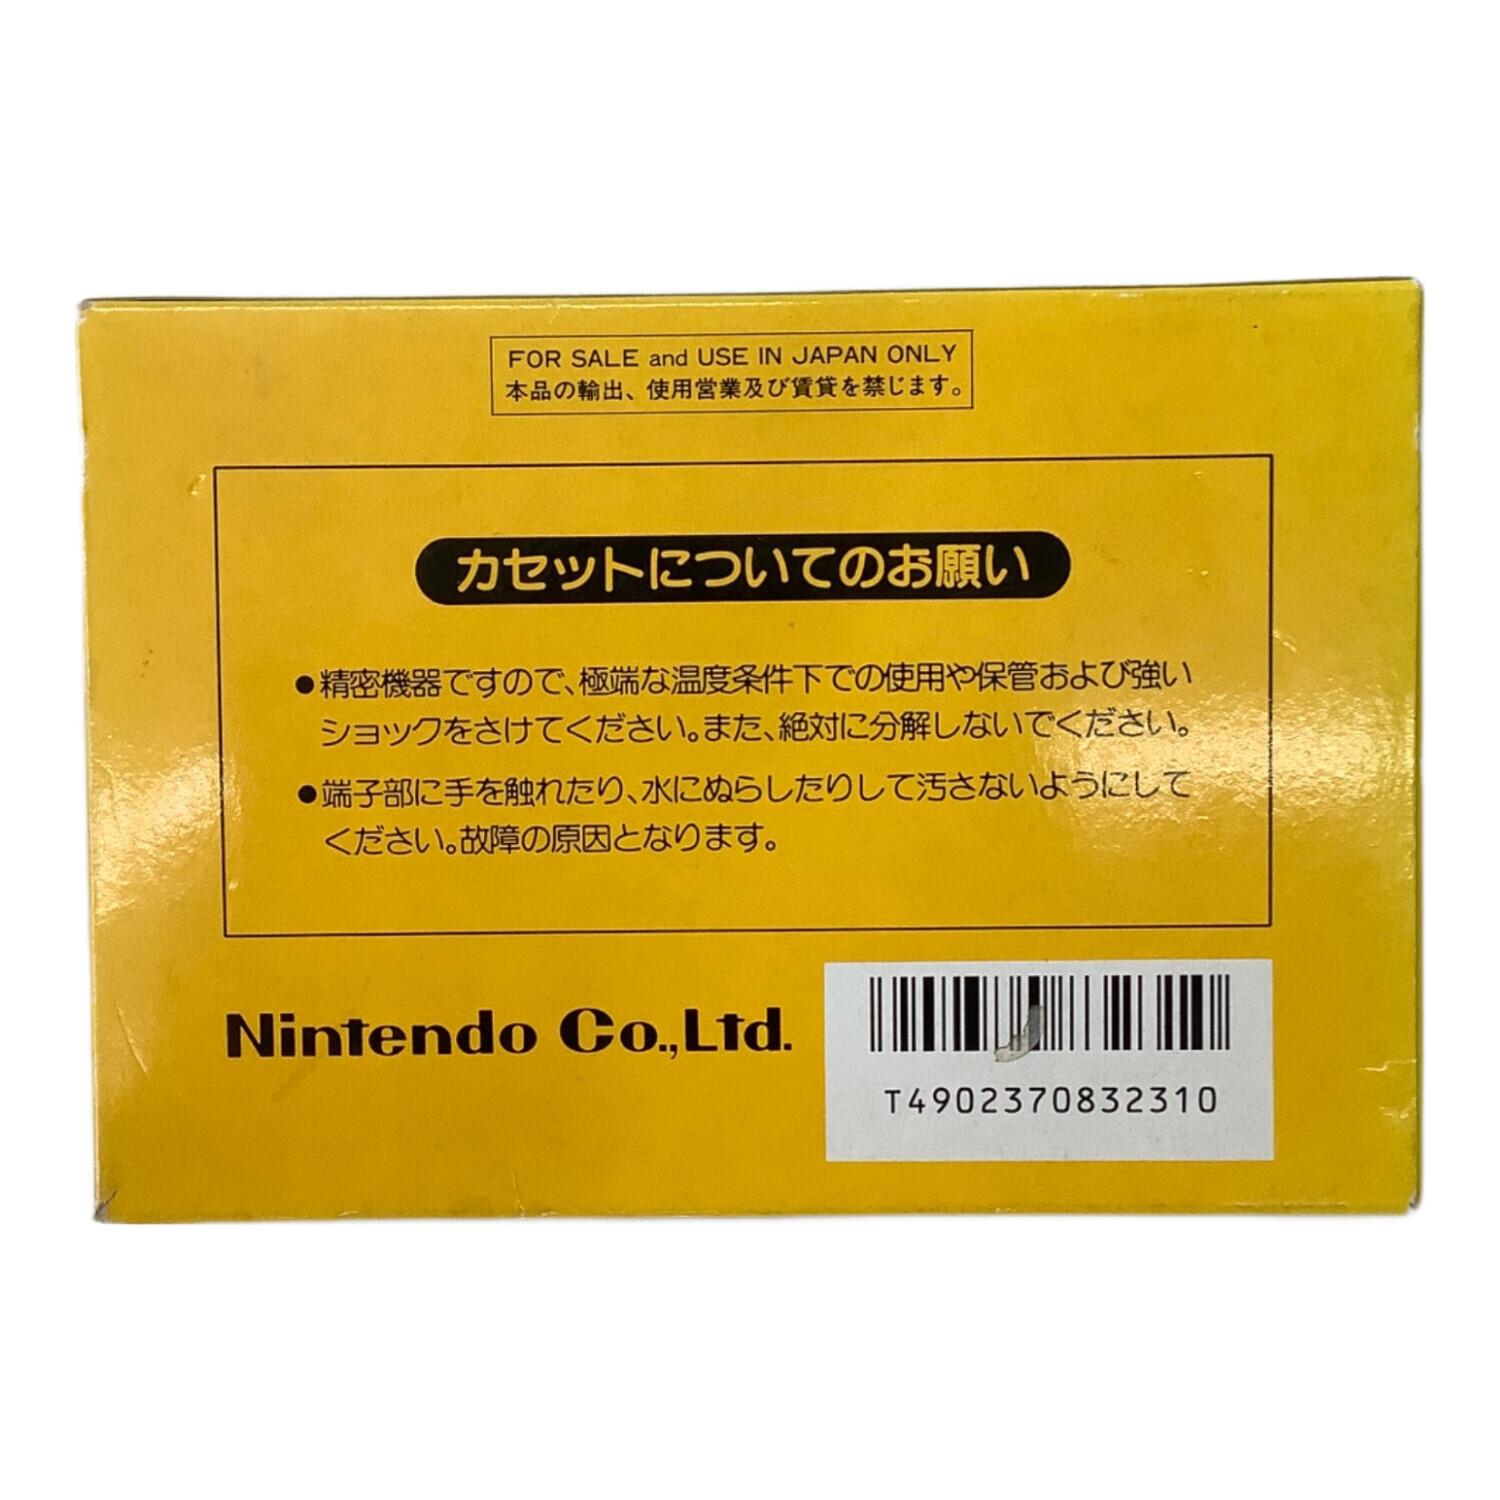 FOR SALE and USE IN JAPAN ONLY
本品の輸出、使用営業及び賃貸を禁じます。
カセットについてのお願い
●精密機器ですので、極端な温度条件下での使用や保管および強い
ショックをさけてください。また、絶対に分解しないでください。
●端子部に手を触れたり、水にぬらしたりして汚さないようにして
ください。故障の原因となります。
Nintendo Co.,Ltd.
T4902370832310